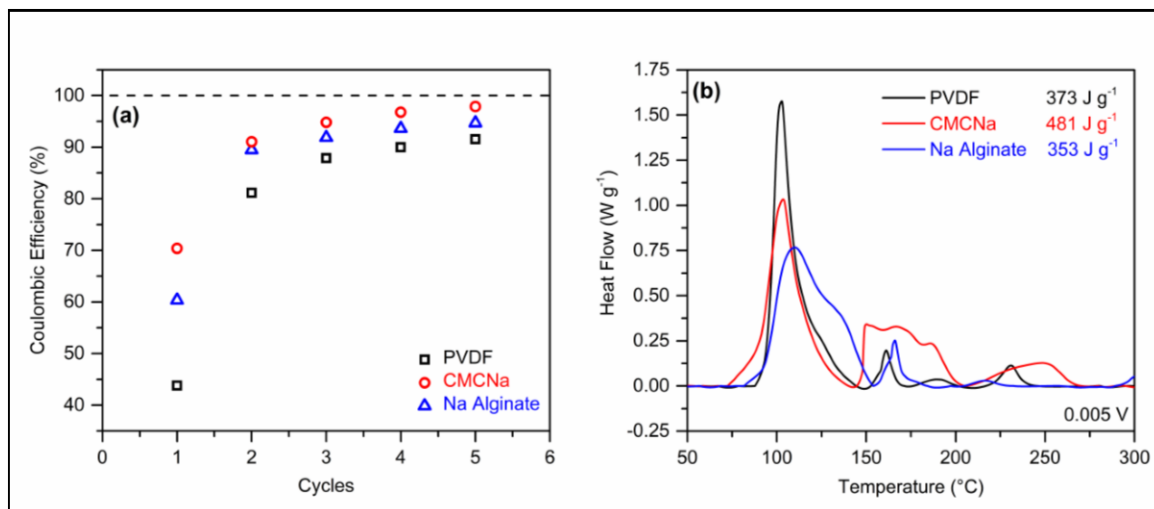 (a)
Coulombic Efficiency (%)
100
90
80
70
60
50
40
PVDF
CMCNa
Na Alginate
0 1 2 3 4 5 6
Cycles
(b)
Heat Flow (W g⁻¹)
1.75
1.50
1.25
1.00
0.75
0.50
0.25
0.00
-0.25
PVDF 373 J g⁻¹
CMCNa 481 J g⁻¹
Na Alginate 353 J g⁻¹
0.005 V
50 100 150 200 250 300
Temperature (°C)